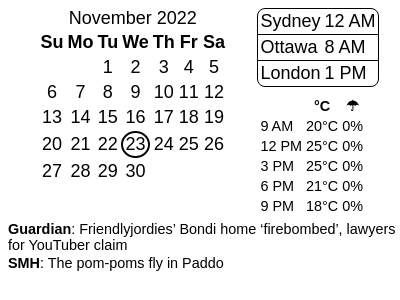 November 2022
Su Mo Tu We Th Fr Sa
1 2 3 4 5
6 7 8 9 10 11 12
13 14 15 16 17 18 19
20 21 22 23 24 25 26
27 28 29 30
Sydney 12 AM
Ottawa 8 AM
London 1 PM
°C ☂
9 AM 20°C 0%
12 PM 25°C 0%
3 PM 25°C 0%
6 PM 21°C 0%
9 PM 18°C 0%
Guardian: Friendlyjordies’ Bondi home ‘firebombed’, lawyers
for YouTuber claim
SMH: The pom-poms fly in Paddo